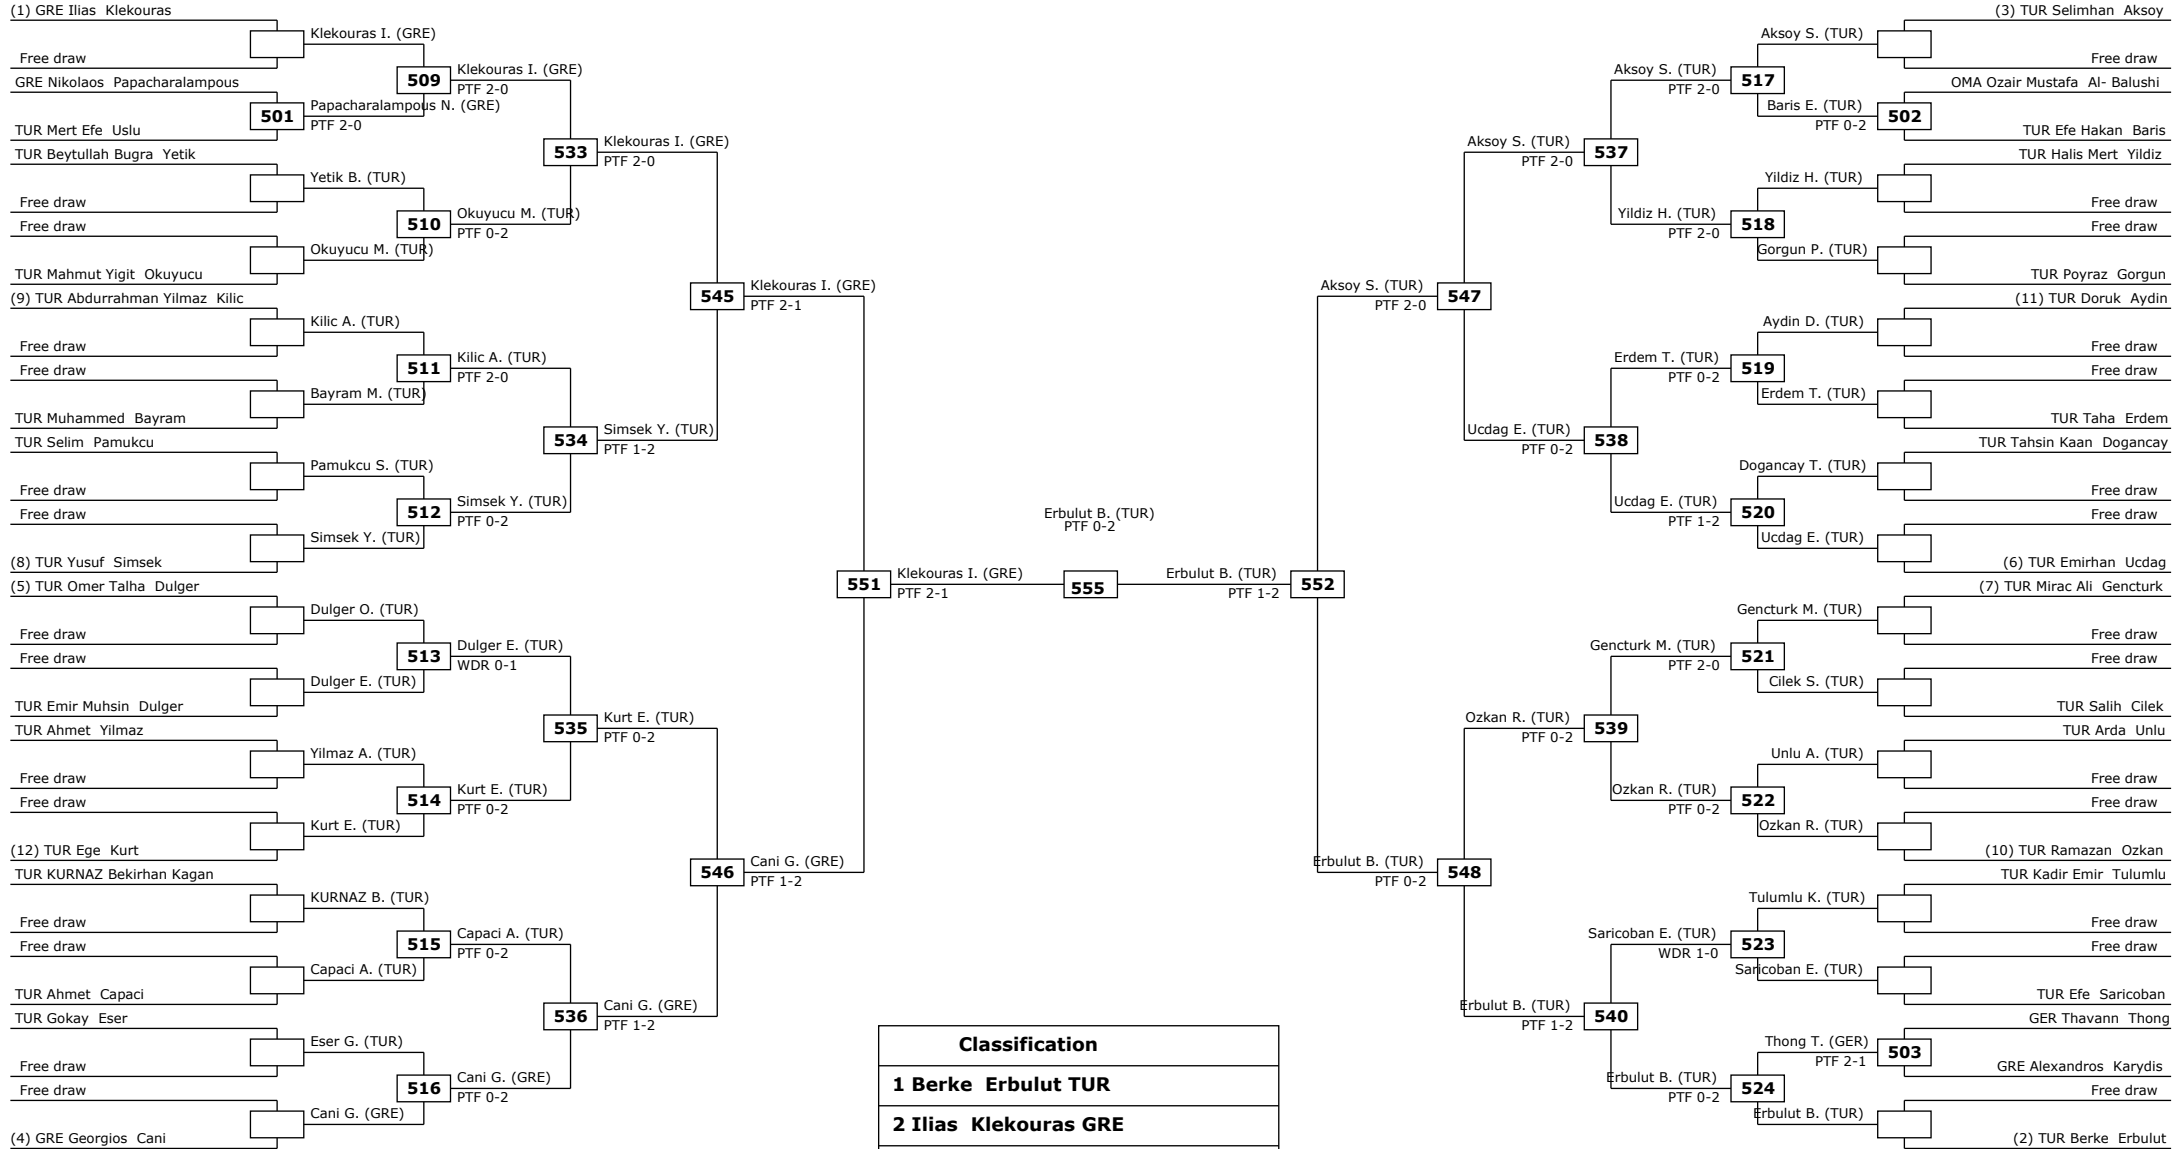 (1) GRE Ilias Klekouras
Free draw
GRE Nikolaos Papacharalampous
TUR Mert Efe Uslu
TUR Beytullah Bugra Yetik
Free draw
Free draw
TUR Mahmut Yigit Okuyucu
(9) TUR Abdurrahman Yilmaz Kilic
Free draw
Free draw
TUR Muhammed Bayram
TUR Selim Pamukcu
Free draw
Free draw
(8) TUR Yusuf Simsek
(5) TUR Omer Talha Dulger
Free draw
Free draw
TUR Emir Muhsin Dulger
TUR Ahmet Yilmaz
Free draw
Free draw
(12) TUR Ege Kurt
TUR KURNAZ Bekirhan Kagan
Free draw
Free draw
TUR Ahmet Capaci
TUR Gokay Eser
Free draw
Free draw
(4) GRE Georgios Cani
Klekouras I. (GRE)
501
Papacharalampous N. (GRE)
PTF 2-0
Yetik B. (TUR)
Okuyucu M. (TUR)
Kilic A. (TUR)
Bayram M. (TUR)
Pamukcu S. (TUR)
Simsek Y. (TUR)
Dulger O. (TUR)
Dulger E. (TUR)
Yilmaz A. (TUR)
Kurt E. (TUR)
KURNAZ B. (TUR)
Capaci A. (TUR)
Eser G. (TUR)
Cani G. (GRE)
509
Klekouras I. (GRE)
PTF 2-0
510
Okuyucu M. (TUR)
PTF 0-2
511
Kilic A. (TUR)
PTF 2-0
512
Simsek Y. (TUR)
PTF 0-2
513
Dulger E. (TUR)
WDR 0-1
514
Kurt E. (TUR)
PTF 0-2
515
Capaci A. (TUR)
PTF 0-2
516
Cani G. (GRE)
PTF 0-2
533
Klekouras I. (GRE)
PTF 2-0
534
Simsek Y. (TUR)
PTF 1-2
535
Kurt E. (TUR)
PTF 0-2
536
Cani G. (GRE)
PTF 1-2
545
Klekouras I. (GRE)
PTF 2-1
546
Cani G. (GRE)
PTF 1-2
551
Klekouras I. (GRE)
PTF 2-1
Erbulut B. (TUR)
PTF 0-2
555
Erbulut B. (TUR)
PTF 1-2
552
Aksoy S. (TUR)
PTF 2-0
547
Erbulut B. (TUR)
PTF 0-2
548
Aksoy S. (TUR)
PTF 2-0
537
Ucdag E. (TUR)
PTF 0-2
538
Ozkan R. (TUR)
PTF 0-2
539
Erbulut B. (TUR)
PTF 1-2
540
Aksoy S. (TUR)
PTF 2-0
517
Yildiz H. (TUR)
PTF 2-0
518
Erdem T. (TUR)
PTF 0-2
519
Ucdag E. (TUR)
PTF 1-2
520
Gencturk M. (TUR)
PTF 2-0
521
Ozkan R. (TUR)
PTF 0-2
522
Saricoban E. (TUR)
WDR 1-0
523
Erbulut B. (TUR)
PTF 0-2
524
Aksoy S. (TUR)
Baris E. (TUR)
PTF 0-2
502
Yildiz H. (TUR)
Gorgun P. (TUR)
Aydin D. (TUR)
Erdem T. (TUR)
Dogancay T. (TUR)
Ucdag E. (TUR)
Gencturk M. (TUR)
Cilek S. (TUR)
Unlu A. (TUR)
Ozkan R. (TUR)
Tulumlu K. (TUR)
Saricoban E. (TUR)
Thong T. (GER)
PTF 2-1
503
Erbulut B. (TUR)
(3) TUR Selimhan Aksoy
Free draw
OMA Ozair Mustafa Al- Balushi
TUR Efe Hakan Baris
TUR Halis Mert Yildiz
Free draw
Free draw
TUR Poyraz Gorgun
(11) TUR Doruk Aydin
Free draw
Free draw
TUR Taha Erdem
TUR Tahsin Kaan Dogancay
Free draw
Free draw
(6) TUR Emirhan Ucdag
(7) TUR Mirac Ali Gencturk
Free draw
Free draw
TUR Salih Cilek
TUR Arda Unlu
Free draw
Free draw
(10) TUR Ramazan Ozkan
TUR Kadir Emir Tulumlu
Free draw
Free draw
TUR Efe Saricoban
GER Thavann Thong
GRE Alexandros Karydis
Free draw
(2) TUR Berke Erbulut
Classification
1 Berke Erbulut TUR
2 Ilias Klekouras GRE